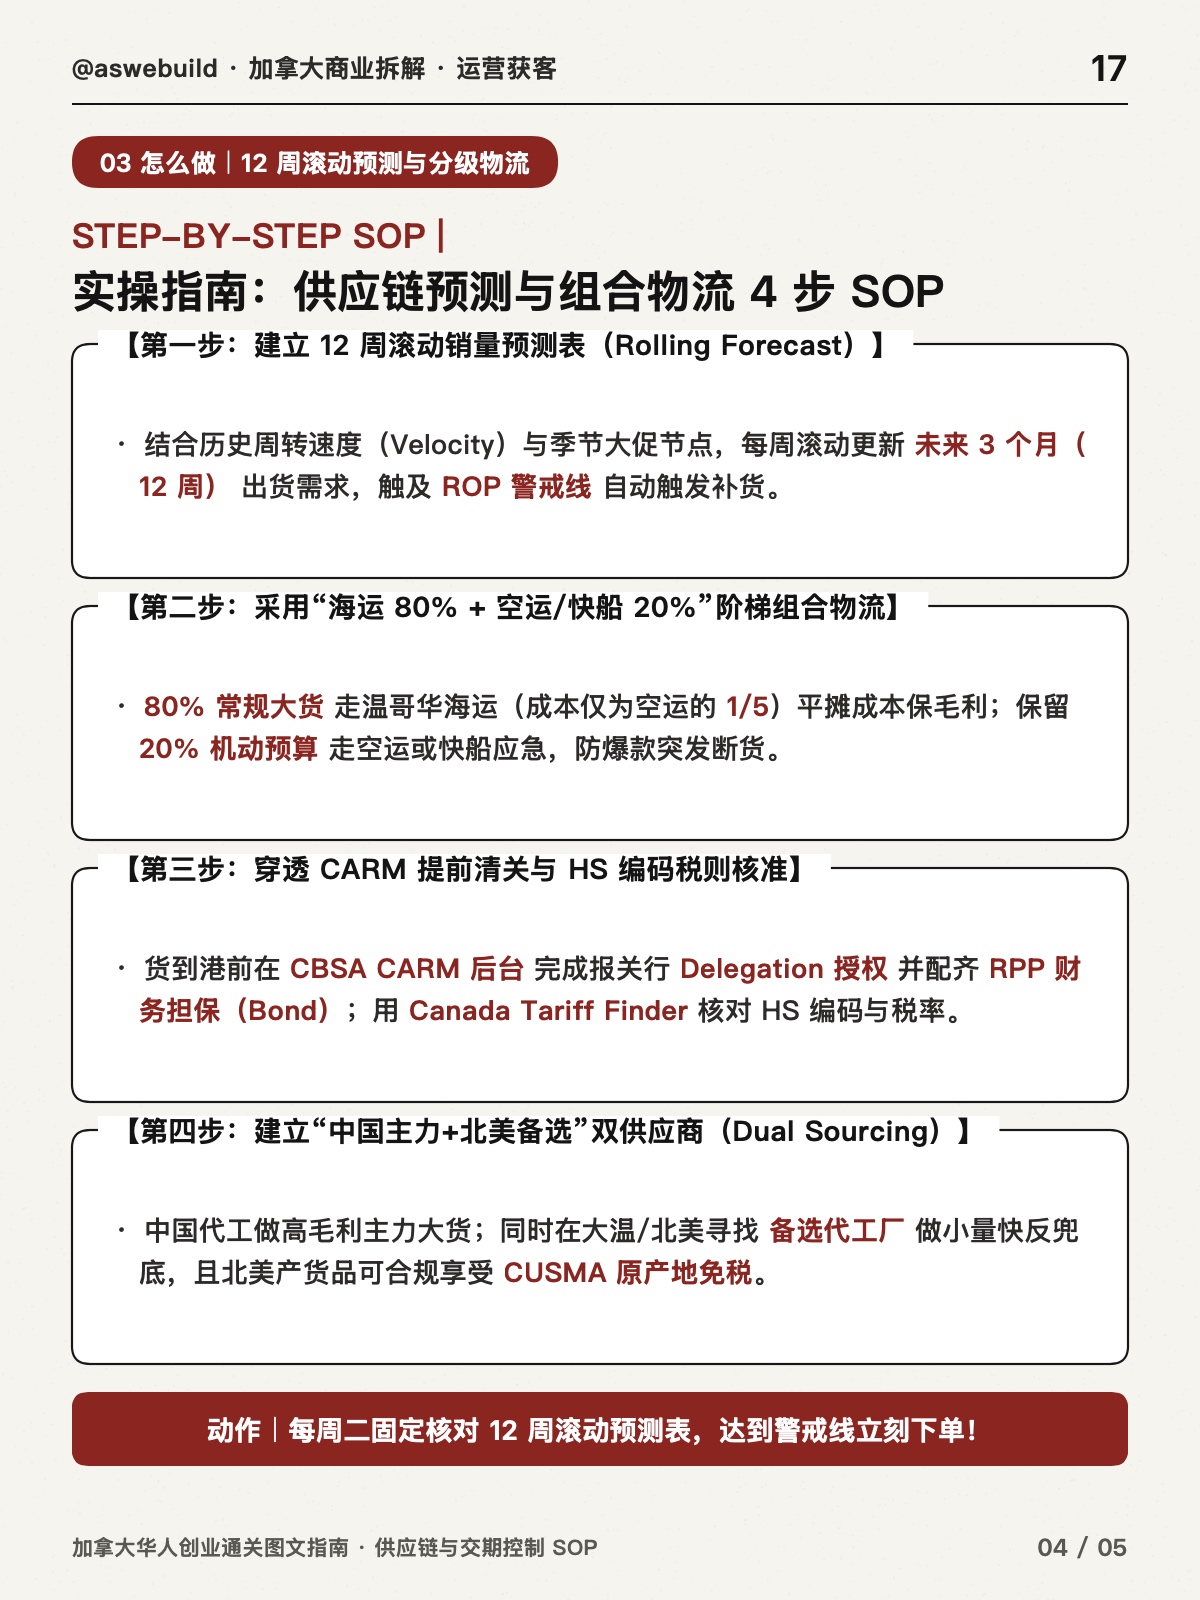 @aswebuild · 加拿大商业拆解 · 运营获客
17
03 怎么做｜12 周滚动预测与分级物流
STEP–BY–STEP SOP |
实操指南：供应链预测与组合物流 4 步 SOP
【第一步：建立 12 周滚动销量预测表（Rolling Forecast）】
· 结合历史周转速度（Velocity）与季节大促节点，每周滚动更新 未来 3 个月（
12 周） 出货需求，触及 ROP 警戒线 自动触发补货。
【第二步：采用“海运 80% + 空运/快船 20%”阶梯组合物流】
· 80% 常规大货 走温哥华海运（成本仅为空运的 1/5）平摊成本保毛利；保留
20% 机动预算 走空运或快船应急，防爆款突发断货。
【第三步：穿透 CARM 提前清关与 HS 编码税则核准】
· 货到港前在 CBSA CARM 后台 完成报关行 Delegation 授权 并配齐 RPP 财
务担保（Bond）；用 Canada Tariff Finder 核对 HS 编码与税率。
【第四步：建立“中国主力+北美备选”双供应商（Dual Sourcing）】
· 中国代工做高毛利主力大货；同时在大温/北美寻找 备选代工厂 做小量快反兜
底，且北美产货品可合规享受 CUSMA 原产地免税。
动作｜每周二固定核对 12 周滚动预测表，达到警戒线立刻下单！
加拿大华人创业通关图文指南 · 供应链与交期控制 SOP
04 / 05